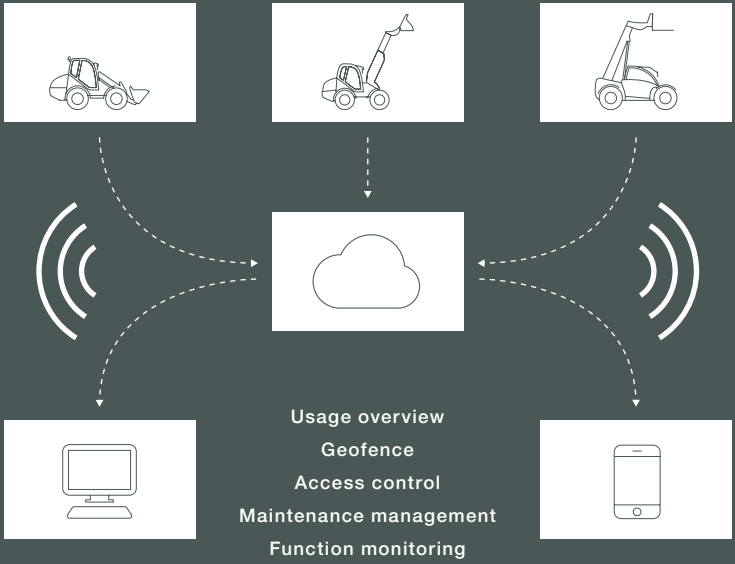 Usage overview
Geofence
Access control
Maintenance management
Function monitoring